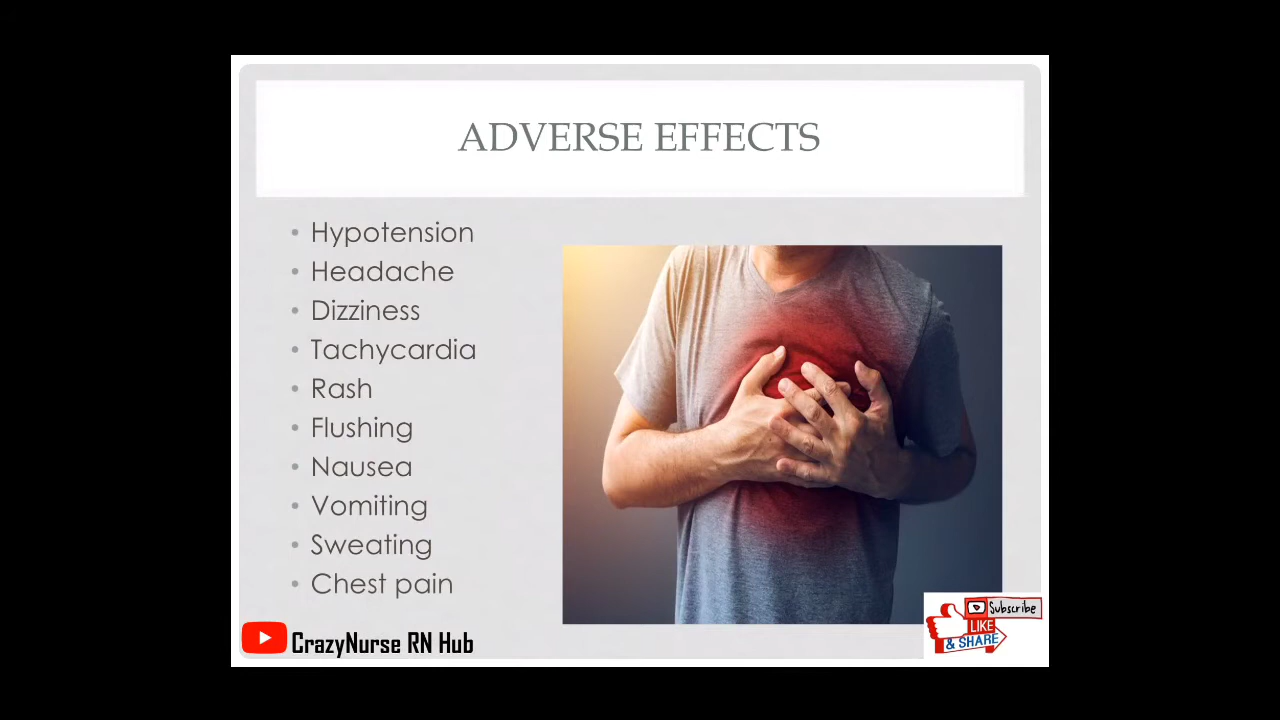 ADVERSE EFFECTS
• Hypotension
• Headache
• Dizziness
• Tachycardia
• Rash
• Flushing
• Nausea
• Vomiting
• Sweating
• Chest pain
CrazyNurse RN Hub
Subscribe
LIKE
& SHARE